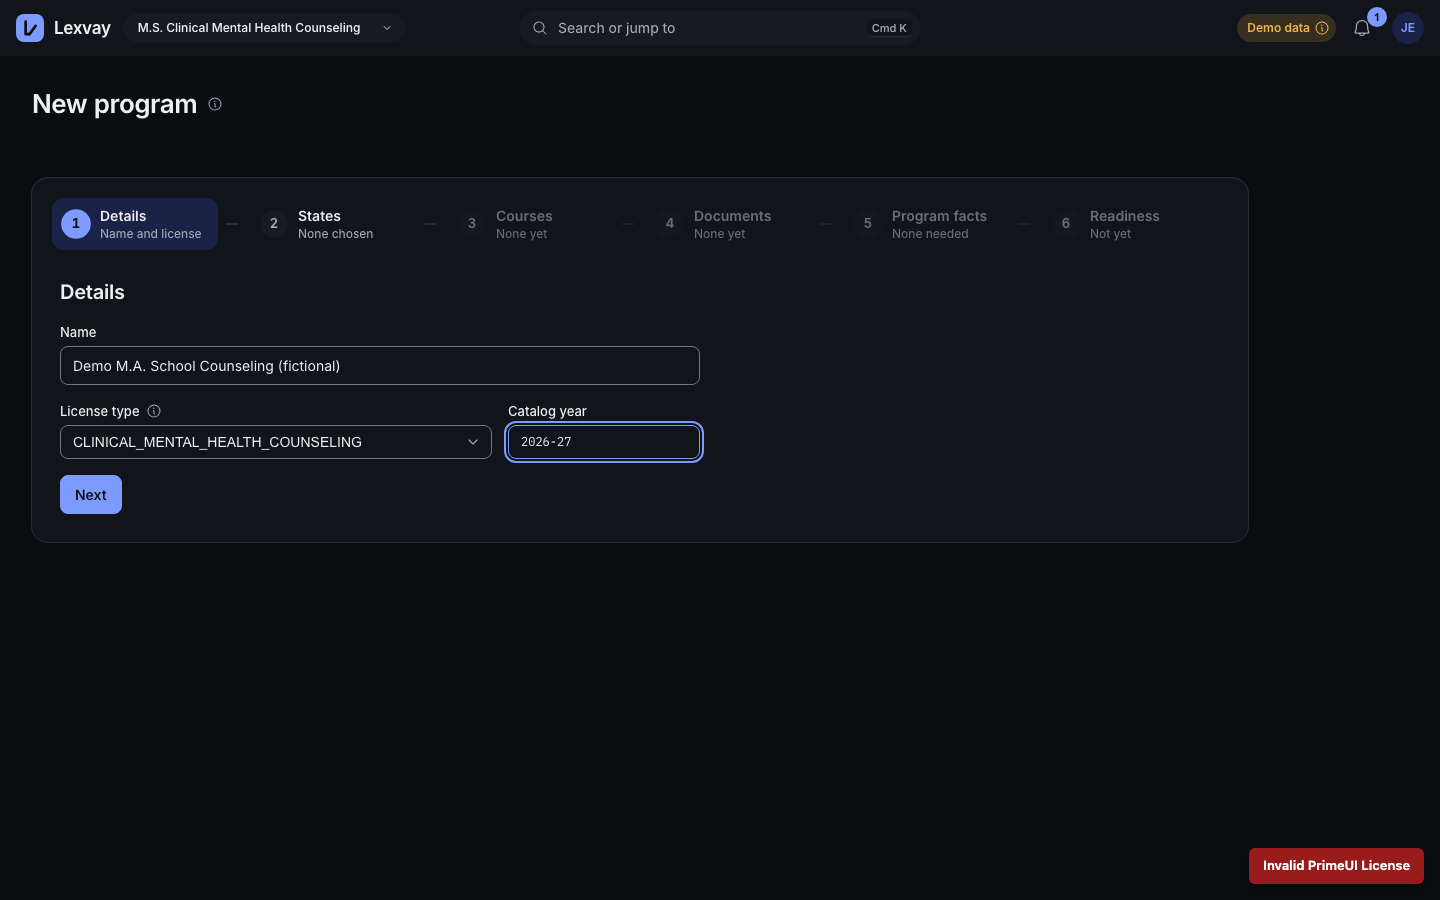 Lexvay
M.S. Clinical Mental Health Counseling
Search or jump to
Cmd K
Demo data
1
JE
New program
1
Details
Name and license
2
States
None chosen
3
Courses
None yet
4
Documents
None yet
5
Program facts
None needed
6
Readiness
Not yet
Details
Name
Demo M.A. School Counseling (fictional)
License type
Catalog year
CLINICAL_MENTAL_HEALTH_COUNSELING
2026-27
Next
Invalid PrimeUI License